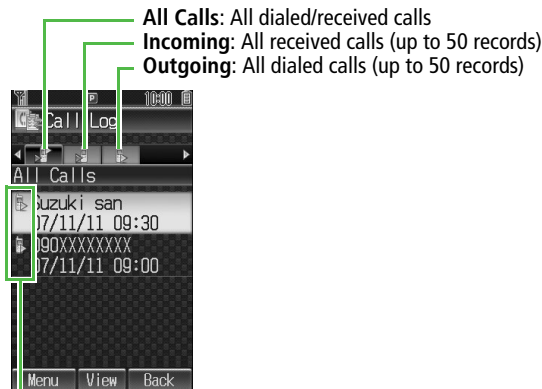 All Calls: All dialed/received calls
Incoming: All received calls (up to 50 records)
Outgoing: All dialed calls (up to 50 records)
10:00
Call Log
All Calls
Suzuki san
07/11/11 09:30
090XXXXXXXX
07/11/11 09:00
Menu View Back